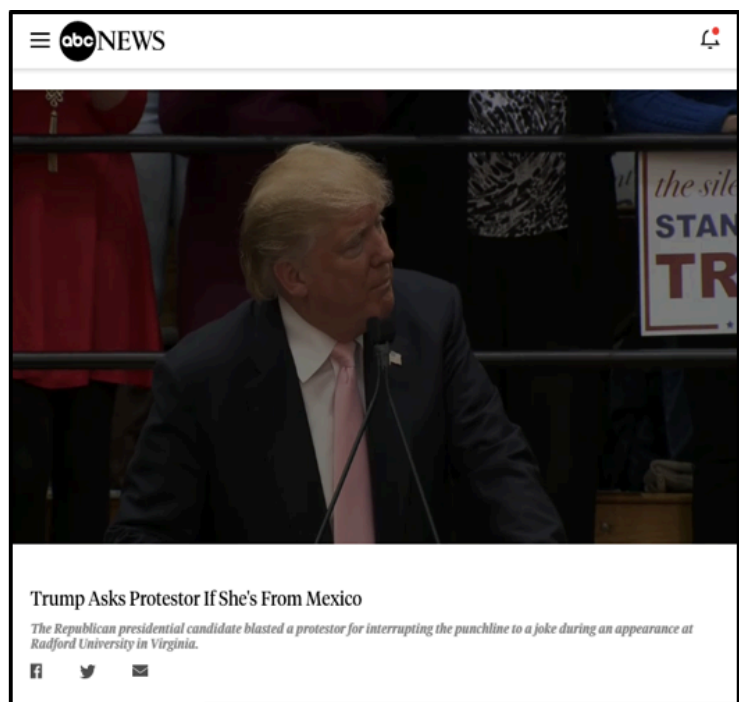 abc NEWS
the sile
STAN
TR
Trump Asks Protestor If She's From Mexico
The Republican presidential candidate blasted a protestor for interrupting the punchline to a joke during an appearance at
Radford University in Virginia.